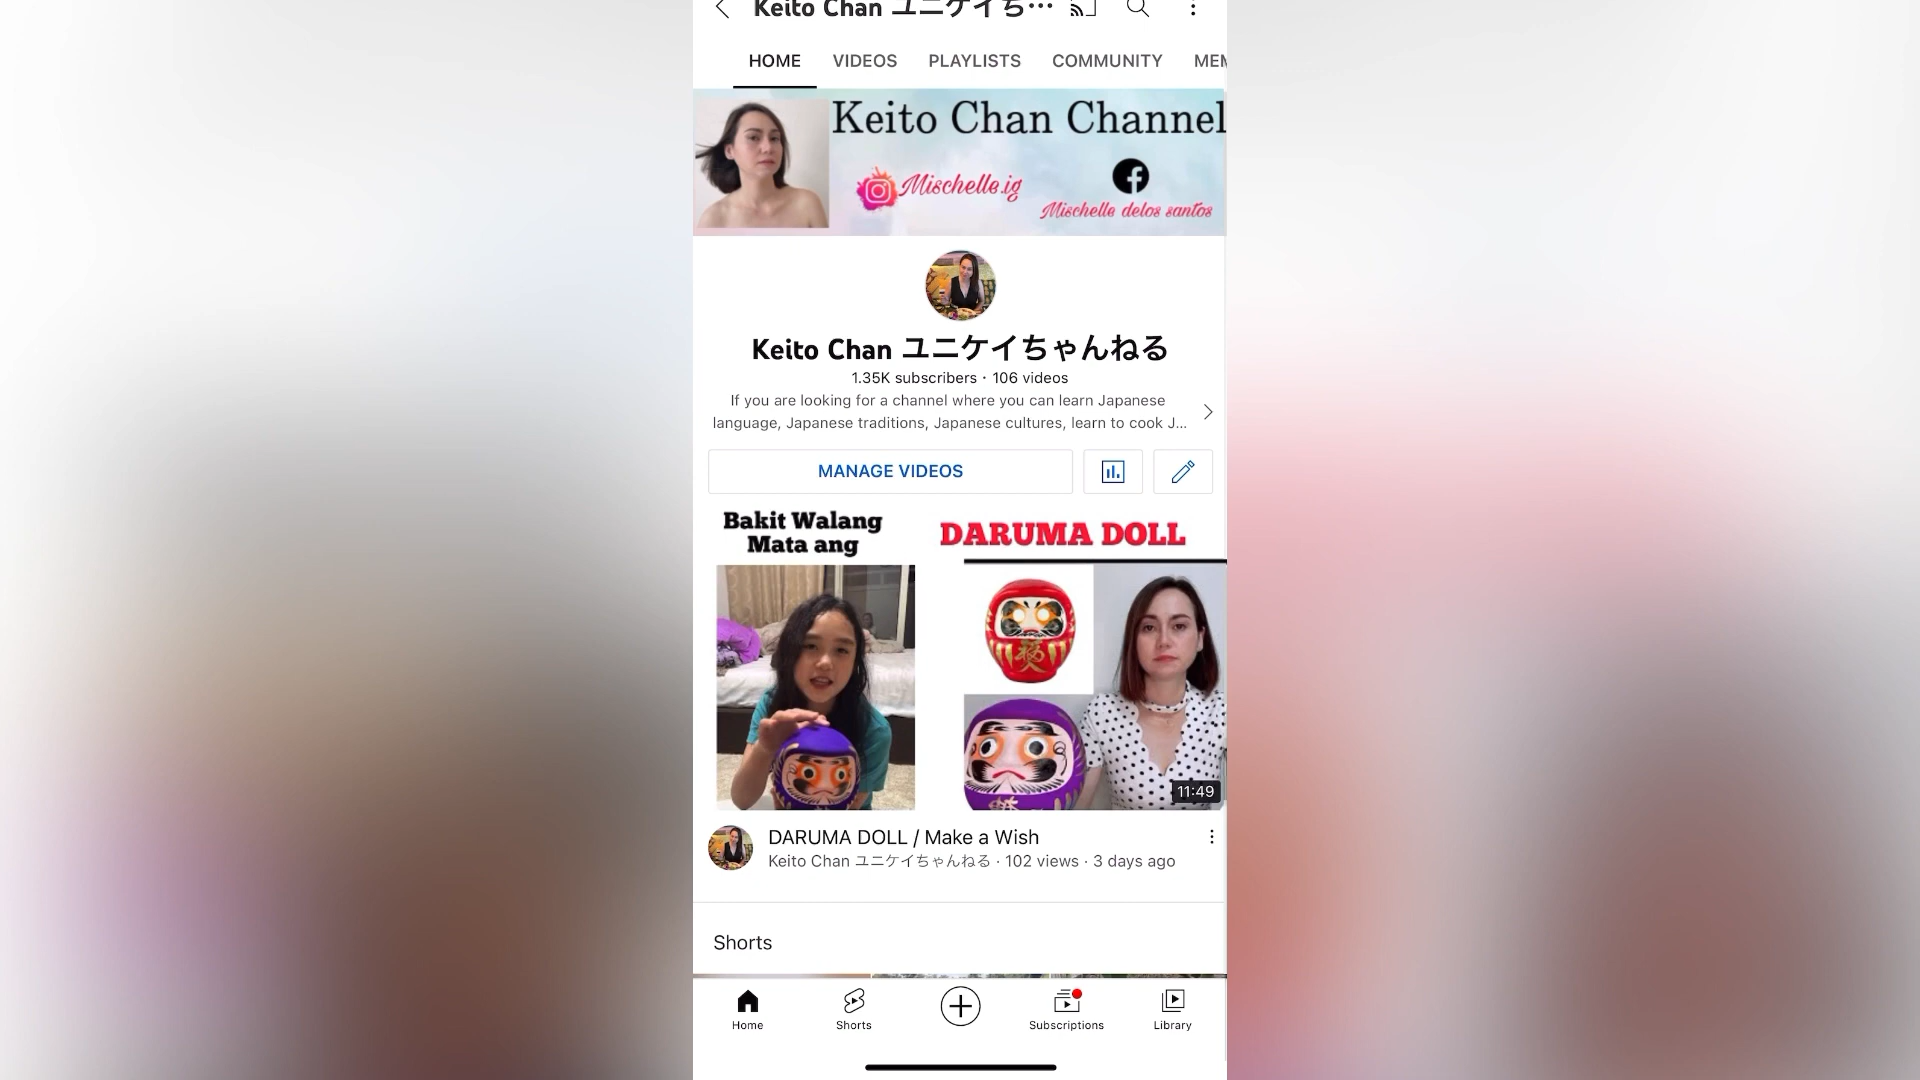 Keito Chan ユニケイち…
HOME VIDEOS PLAYLISTS COMMUNITY MEM
Keito Chan Channel
Mischelle.ig
Mischelle delos santos
Keito Chan ユニケイちゃんねる
1.35K subscribers · 106 videos
If you are looking for a channel where you can learn Japanese
language, Japanese traditions, Japanese cultures, learn to cook J...
MANAGE VIDEOS
Bakit Walang
Mata ang
DARUMA DOLL
11:49
DARUMA DOLL / Make a Wish
Keito Chan ユニケイちゃんねる · 102 views · 3 days ago
Shorts
Home Shorts Subscriptions Library